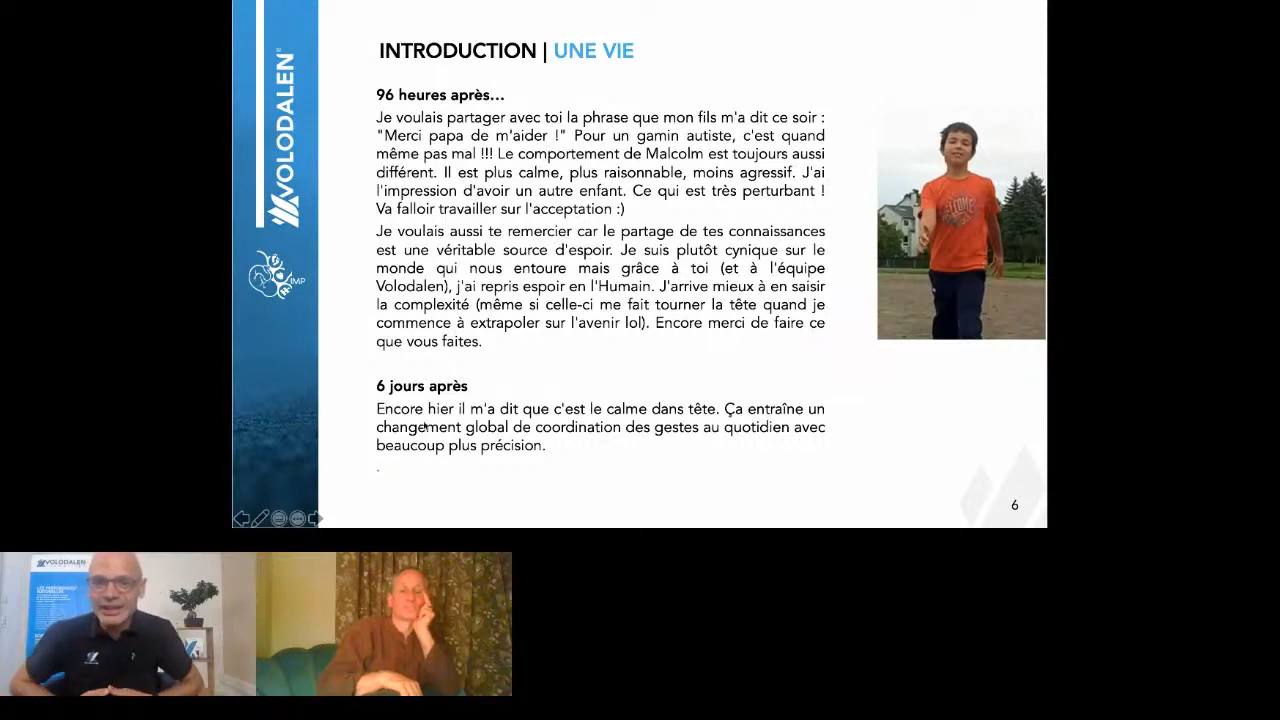 INTRODUCTION | UNE VIE
VOLODALEN
96 heures après...
Je voulais partager avec toi la phrase que mon fils m'a dit ce soir :
"Merci papa de m'aider !" Pour un gamin autiste, c'est quand
même pas mal !!! Le comportement de Malcolm est toujours aussi
différent. Il est plus calme, plus raisonnable, moins agressif. J'ai
l'impression d'avoir un autre enfant. Ce qui est très perturbant !
Va falloir travailler sur l'acceptation :)
Je voulais aussi te remercier car le partage de tes connaissances
est une véritable source d'espoir. Je suis plutôt cynique sur le
monde qui nous entoure mais grâce à toi (et à l'équipe
Volodalen), j'ai repris espoir en l'Humain. J'arrive mieux à en saisir
la complexité (même si celle-ci me fait tourner la tête quand je
commence à extrapoler sur l'avenir lol). Encore merci de faire ce
que vous faites.
6 jours après
Encore hier il m'a dit que c'est le calme dans tête. Ça entraîne un
changement global de coordination des gestes au quotidien avec
beaucoup plus précision.
.
IMP
6
VOLODALEN